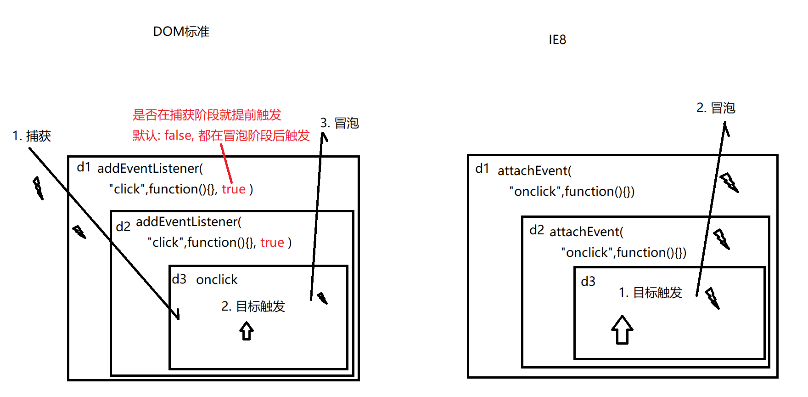 DOM标准
是否在捕获阶段就提前触发
默认: false, 都在冒泡阶段后触发
1. 捕获
3. 冒泡
d1 addEventListener(
"click",function(){}, true )
d2 addEventListener(
"click",function(){}, true )
d3 onclick
2. 目标触发
IE8
2. 冒泡
d1 attachEvent(
"onclick",function(){})
d2 attachEvent(
"onclick",function(){})
d3
1. 目标触发